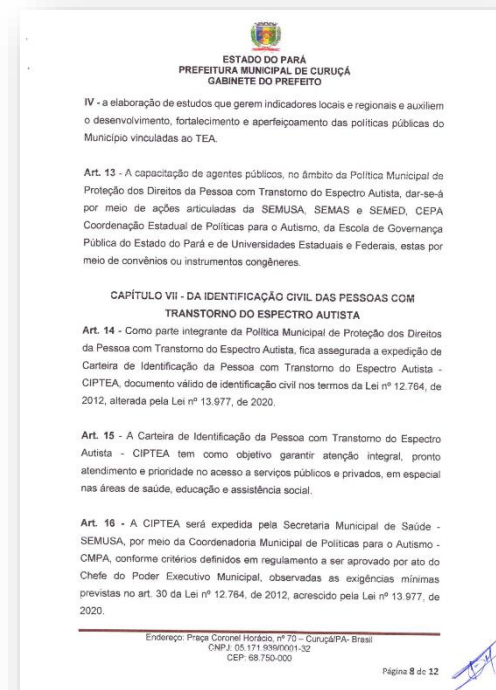 ESTADO DO PARÁ
PREFEITURA MUNICIPAL DE CURUÇÁ
GABINETE DO PREFEITO
IV - a elaboração de estudos que gerem indicadores locais e regionais e auxiliem
o desenvolvimento, fortalecimento e aperfeiçoamento das políticas públicas do
Município vinculadas ao TEA.
Art. 13 - A capacitação de agentes públicos, no âmbito da Política Municipal de
Proteção dos Direitos da Pessoa com Transtorno do Espectro Autista, dar-se-á
por meio de ações articuladas da SEMUSA, SEMAS e SEMED, CEPA
Coordenação Estadual de Políticas para o Autismo, da Escola de Governança
Pública do Estado do Pará e de Universidades Estaduais e Federais, estas por
meio de convênios ou instrumentos congêneres.
CAPÍTULO VII - DA IDENTIFICAÇÃO CIVIL DAS PESSOAS COM
TRANSTORNO DO ESPECTRO AUTISTA
Art. 14 - Como parte integrante da Política Municipal de Proteção dos Direitos
da Pessoa com Transtorno do Espectro Autista, fica assegurada a expedição de
Carteira de Identificação da Pessoa com Transtorno do Espectro Autista -
CIPTEA, documento válido de identificação civil nos termos da Lei nº 12.764, de
2012, alterada pela Lei nº 13.977, de 2020.
Art. 15 - A Carteira de Identificação da Pessoa com Transtorno do Espectro
Autista - CIPTEA tem como objetivo garantir atenção integral, pronto
atendimento e prioridade no acesso a serviços públicos e privados, em especial
nas áreas de saúde, educação e assistência social.
Art. 16 - A CIPTEA será expedida pela Secretaria Municipal de Saúde -
SEMUSA, por meio da Coordenadoria Municipal de Políticas para o Autismo -
CMPA, conforme critérios definidos em regulamento a ser aprovado por ato do
Chefe do Poder Executivo Municipal, observadas as exigências mínimas
previstas no art. 30 da Lei nº 12.764, de 2012, acrescido pela Lei nº 13.977, de
2020.
Endereço: Praça Coronel Horácio, nº 70 – Curuçá/PA- Brasil
CNPJ: 05.171.939/0001-32
CEP: 68.750-000
Página 8 de 12